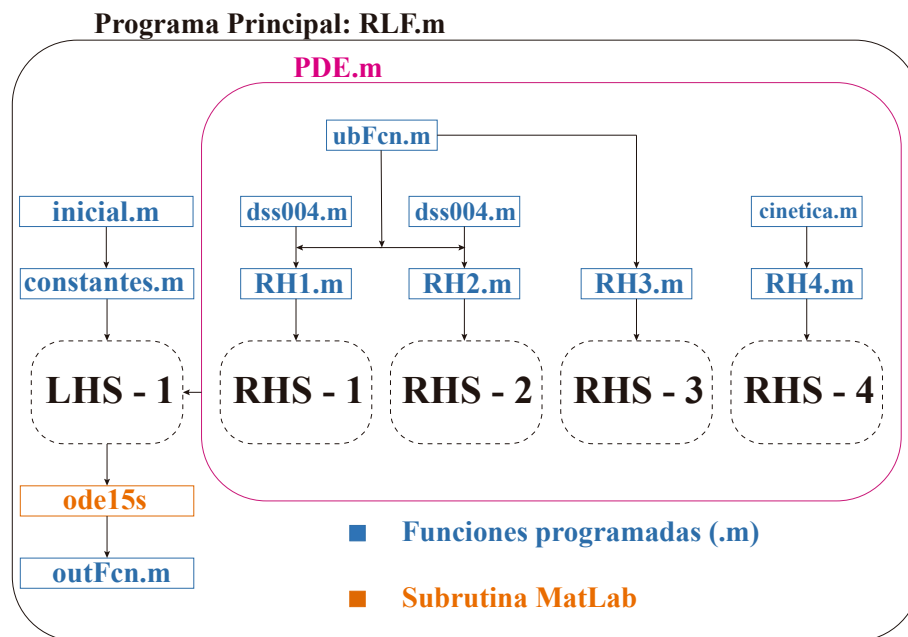 Programa Principal: RLF.m
PDE.m
ubFcn.m
inicial.m
dss004.m
dss004.m
cinetica.m
constantes.m
RH1.m
RH2.m
RH3.m
RH4.m
LHS - 1
RHS - 1
RHS - 2
RHS - 3
RHS - 4
ode15s
outFcn.m
Funciones programadas (.m)
Subrutina MatLab